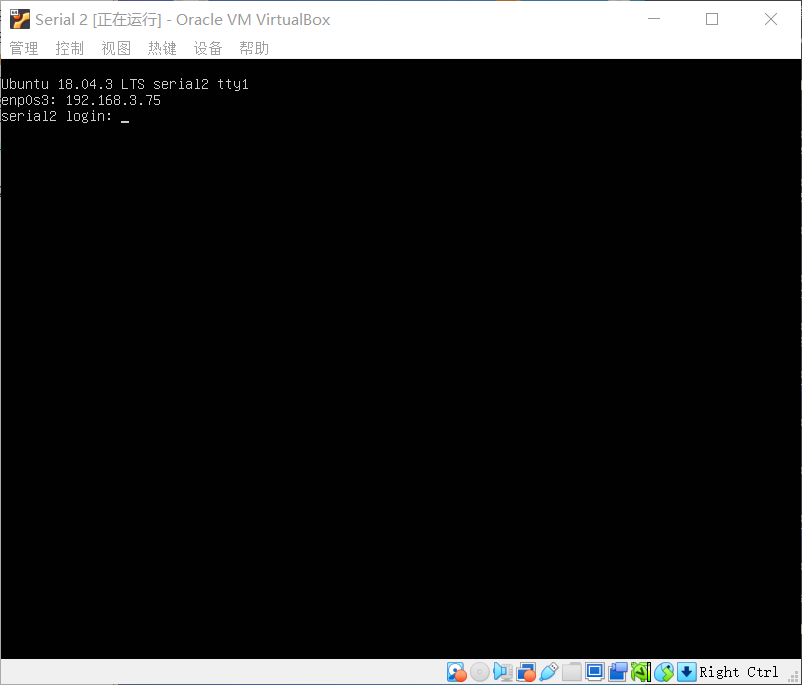 Serial 2 [正在运行] - Oracle VM VirtualBox
管理 控制 视图 热键 设备 帮助
Ubuntu 18.04.3 LTS serial2 tty1
enp0s3: 192.168.3.75
serial2 login: _
Right Ctrl